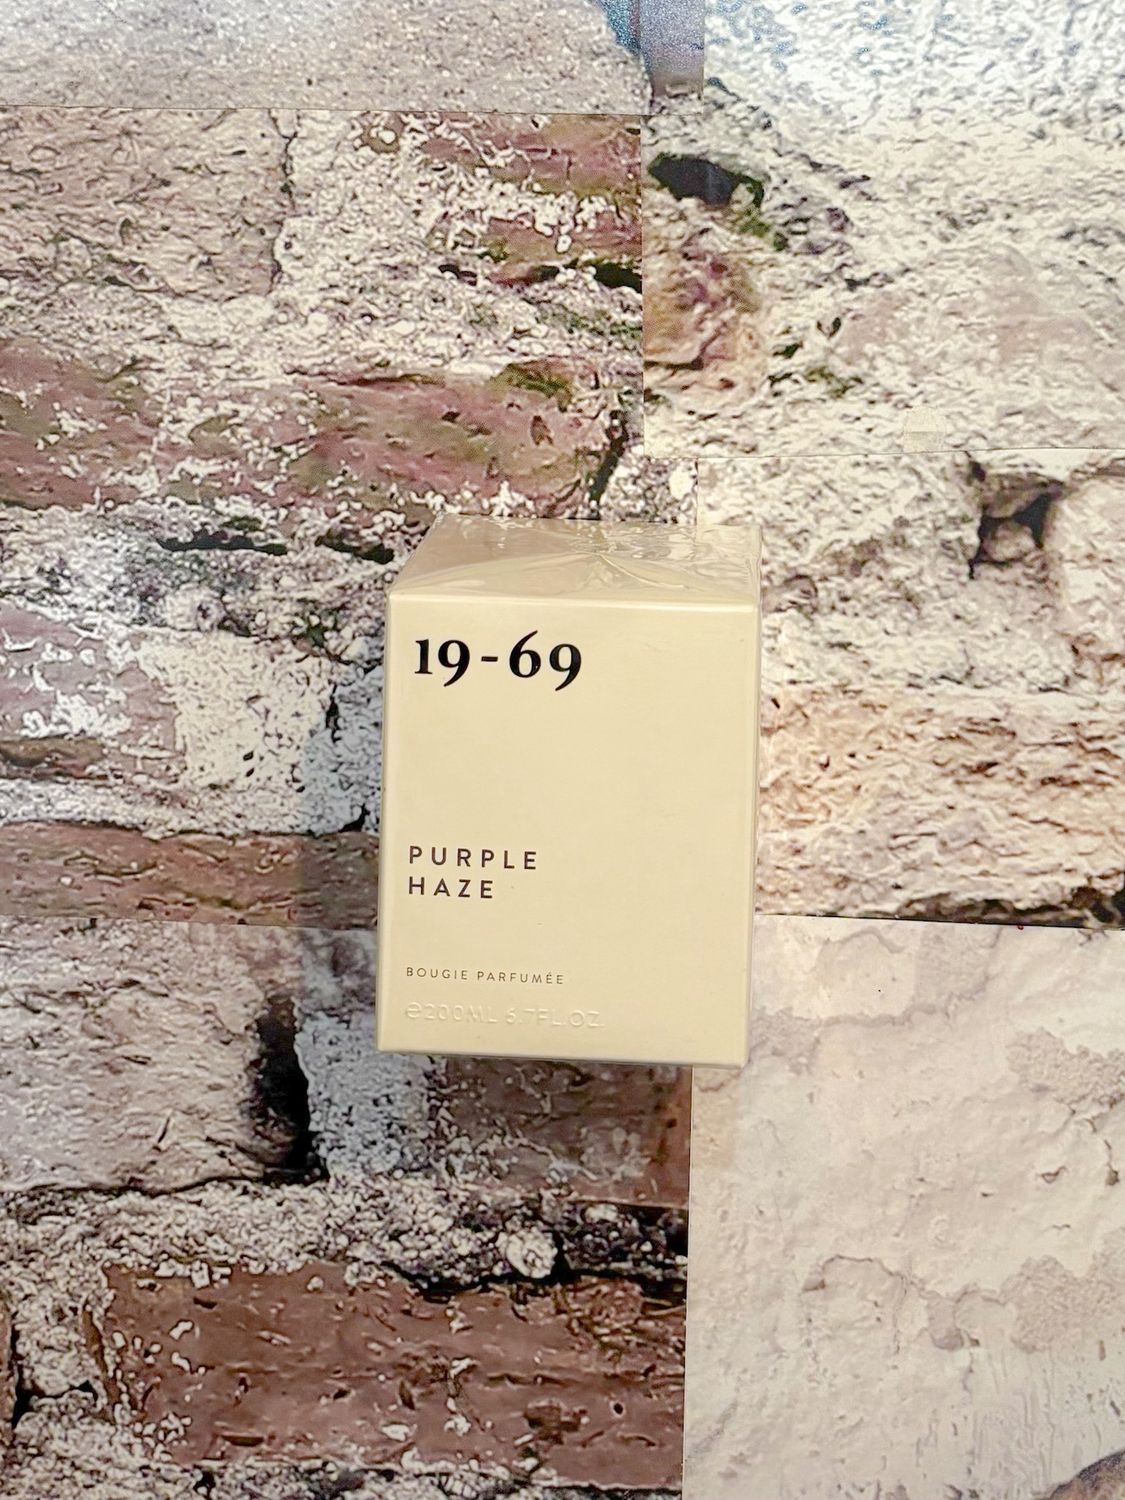 19-69
PURPLE
HAZE
BOUGIE PARFUMÉE
℮200ML 6.7FL.OZ.